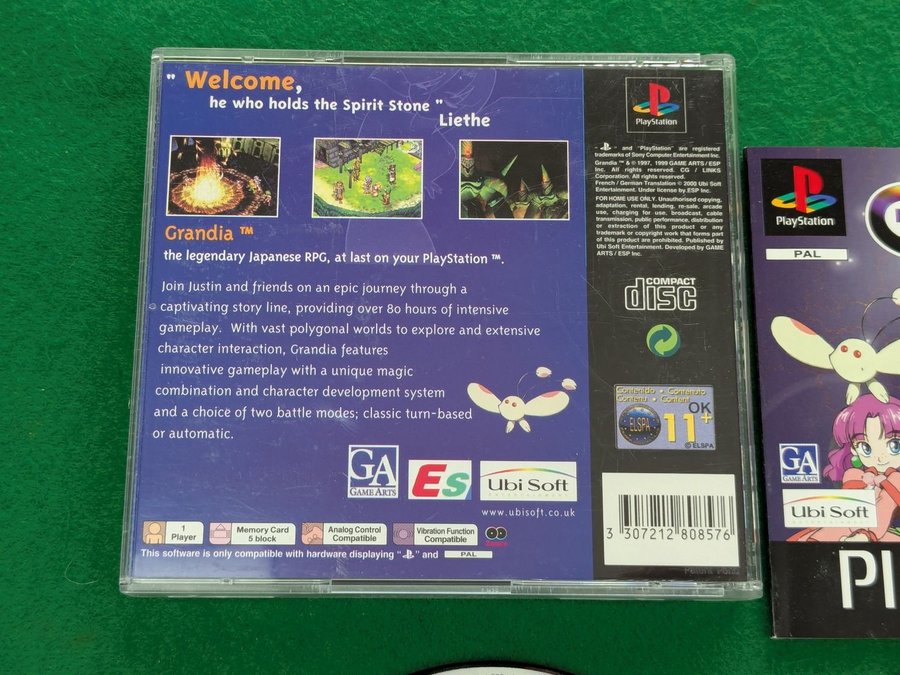 " Welcome,
he who holds the Spirit Stone "
Liethe
Grandia ™
the legendary Japanese RPG, at last on your PlayStation ™.
Join Justin and friends on an epic journey through a
captivating story line, providing over 80 hours of intensive
gameplay. With vast polygonal worlds to explore and extensive
character interaction, Grandia features
innovative gameplay with a unique magic
combination and character development system
and a choice of two battle modes; classic turn-based
or automatic.
GA
GAME ARTS
ES
Ubi Soft
ENTERTAINMENT
www.ubisoft.co.uk
1
Player
Memory Card
5 block
Analog Control
Compatible
Vibration Function
Compatible
This software is only compatible with hardware displaying " " and PAL
PlayStation
and "PlayStation" are registered
trademarks of Sony Computer Entertainment Inc.
Grandia ™ & © 1997, 1999 GAME ARTS / ESP
Inc. All rights reserved. CG / LINKS
Corporation. All rights reserved.
French / German Translation © 2000 Ubi Soft
Entertainment. Under license by ESP Inc.
FOR HOME USE ONLY. Unauthorised copying,
adaptation, rental, lending, re-sale, arcade
use, charging for use, broadcast, cable
transmission, public performance, distribution
or extraction of this product or any
trademark or copyright work that forms part
of this product are prohibited. Published by
Ubi Soft Entertainment. Developed by GAME
ARTS / ESP Inc.
COMPACT
disc
Contenido • Contenuto
Contenu • Content
ELSPA
11+
OK
© ELSPA
3 307212 808576
PlayStation
PAL
GA
GAME ARTS
Ubi Soft
ENTERTAINMENT
Pl